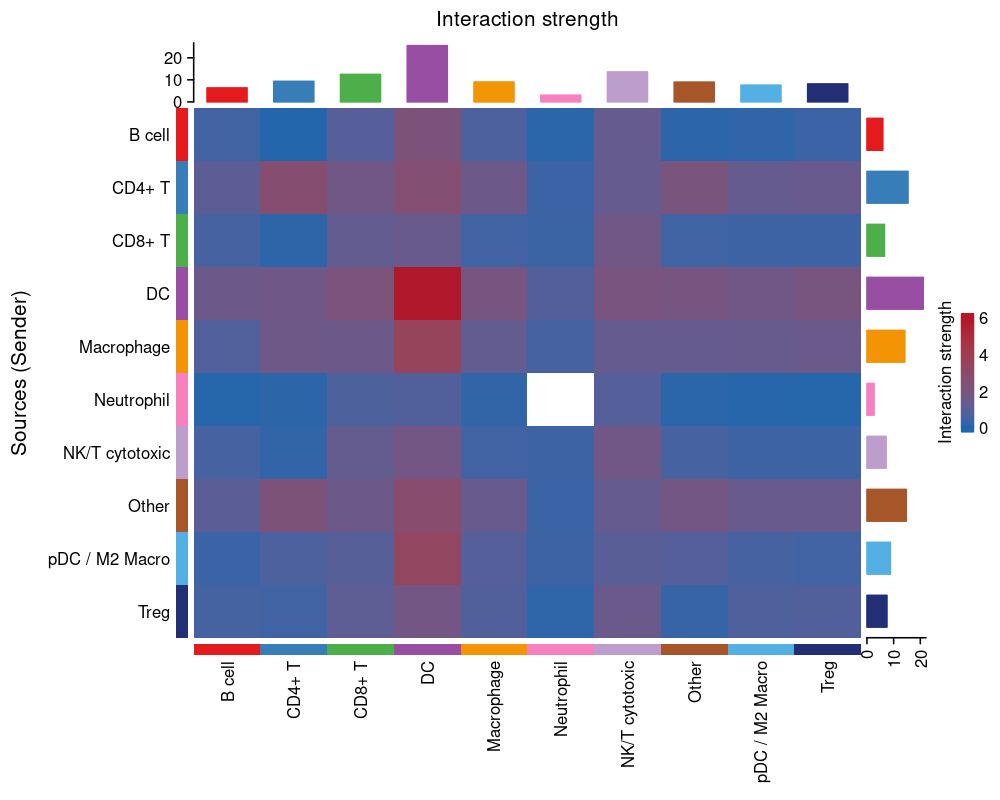 Interaction strength
20
10
0
B cell
CD4+ T
CD8+ T
DC
Macrophage
Neutrophil
NK/T cytotoxic
Other
pDC / M2 Macro
Treg
Sources (Sender)
0
10
20
B cell
CD4+ T
CD8+ T
DC
Macrophage
Neutrophil
NK/T cytotoxic
Other
pDC / M2 Macro
Treg
Interaction strength
6
4
2
0